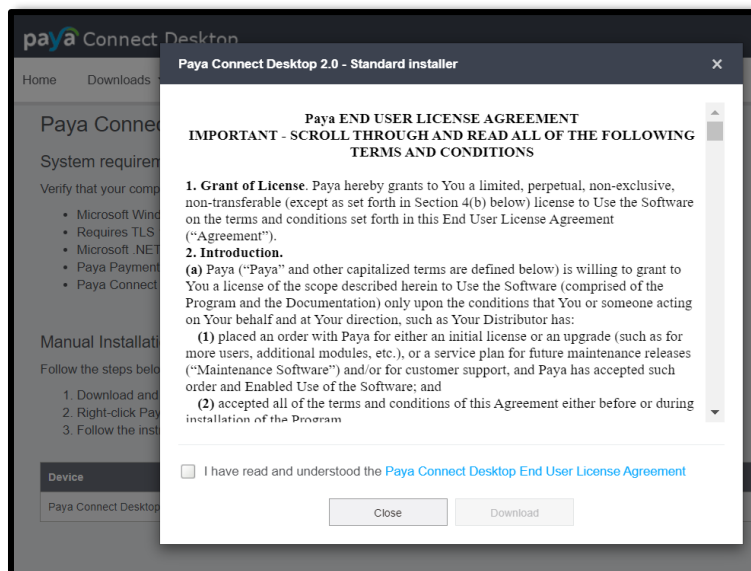 paya Connect Desktop
Home Downloads
Paya Connec
System requirem
Verify that your comp
Microsoft Wind
Requires TLS
Microsoft .NET
Paya Payment
Paya Connect
Manual Installati
Follow the steps belo
1. Download and
2. Right-click Pay
3. Follow the inst
Device
Paya Connect Desktop
Paya Connect Desktop 2.0 - Standard installer
Paya END USER LICENSE AGREEMENT
IMPORTANT - SCROLL THROUGH AND READ ALL OF THE FOLLOWING
TERMS AND CONDITIONS
1. Grant of License. Paya hereby grants to You a limited, perpetual, non-exclusive,
non-transferable (except as set forth in Section 4(b) below) license to Use the Software
on the terms and conditions set forth in this End User License Agreement
(“Agreement”).
2. Introduction.
(a) Paya (“Paya” and other capitalized terms are defined below) is willing to grant to
You a license of the scope described herein to Use the Software (comprised of the
Program and the Documentation) only upon the conditions that You or someone acting
on Your behalf and at Your direction, such as Your Distributor has:
(1) placed an order with Paya for either an initial license or an upgrade (such as for
more users, additional modules, etc.), or a service plan for future maintenance releases
(“Maintenance Software”) and/or for customer support, and Paya has accepted such
order and Enabled Use of the Software; and
(2) accepted all of the terms and conditions of this Agreement either before or during
installation of the Program
I have read and understood the Paya Connect Desktop End User License Agreement
Close
Download